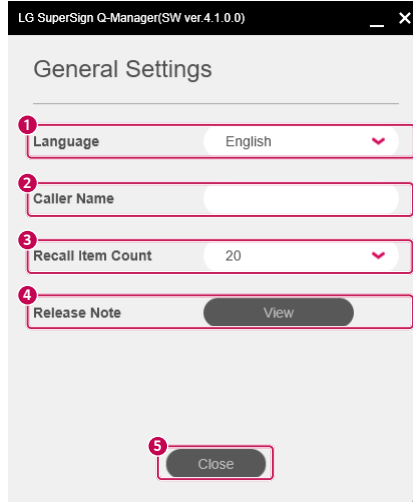 LG SuperSign Q-Manager(SW ver.4.1.0.0)
General Settings
1
Language English
2
Caller Name
3
Recall Item Count 20
4
Release Note View
5
Close